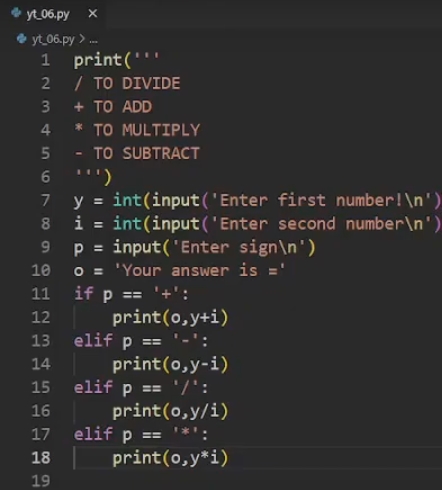 yt_06.py ×
yt_06.py > ...
1 print('''
2 / TO DIVIDE
3 + TO ADD
4 * TO MULTIPLY
5 - TO SUBTRACT
6 ''')
7 y = int(input('Enter first number!\n')
8 i = int(input('Enter second number\n')
9 p = input('Enter sign\n')
10 o = 'Your answer is ='
11 if p == '+':
12     print(o,y+i)
13 elif p == '-':
14     print(o,y-i)
15 elif p == '/':
16     print(o,y/i)
17 elif p == '*':
18     print(o,y*i)
19